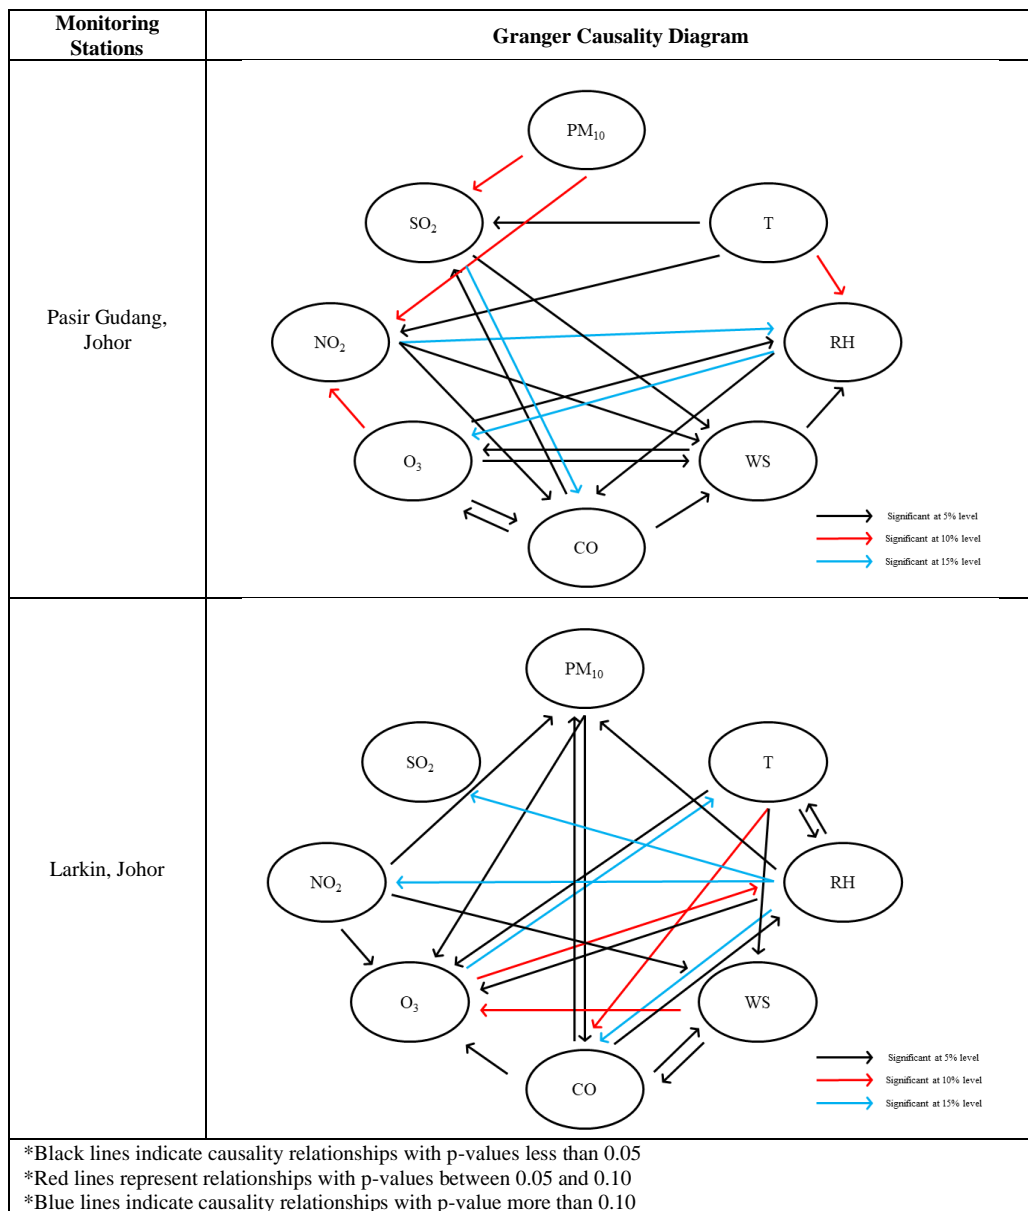 Monitoring
Stations
Granger Causality Diagram
Pasir Gudang,
Johor
PM₁₀
SO₂
T
NO₂
RH
O₃
WS
CO
Significant at 5% level
Significant at 10% level
Significant at 15% level
Larkin, Johor
PM₁₀
SO₂
T
NO₂
RH
O₃
WS
CO
Significant at 5% level
Significant at 10% level
Significant at 15% level
*Black lines indicate causality relationships with p-values less than 0.05
*Red lines represent relationships with p-values between 0.05 and 0.10
*Blue lines indicate causality relationships with p-value more than 0.10